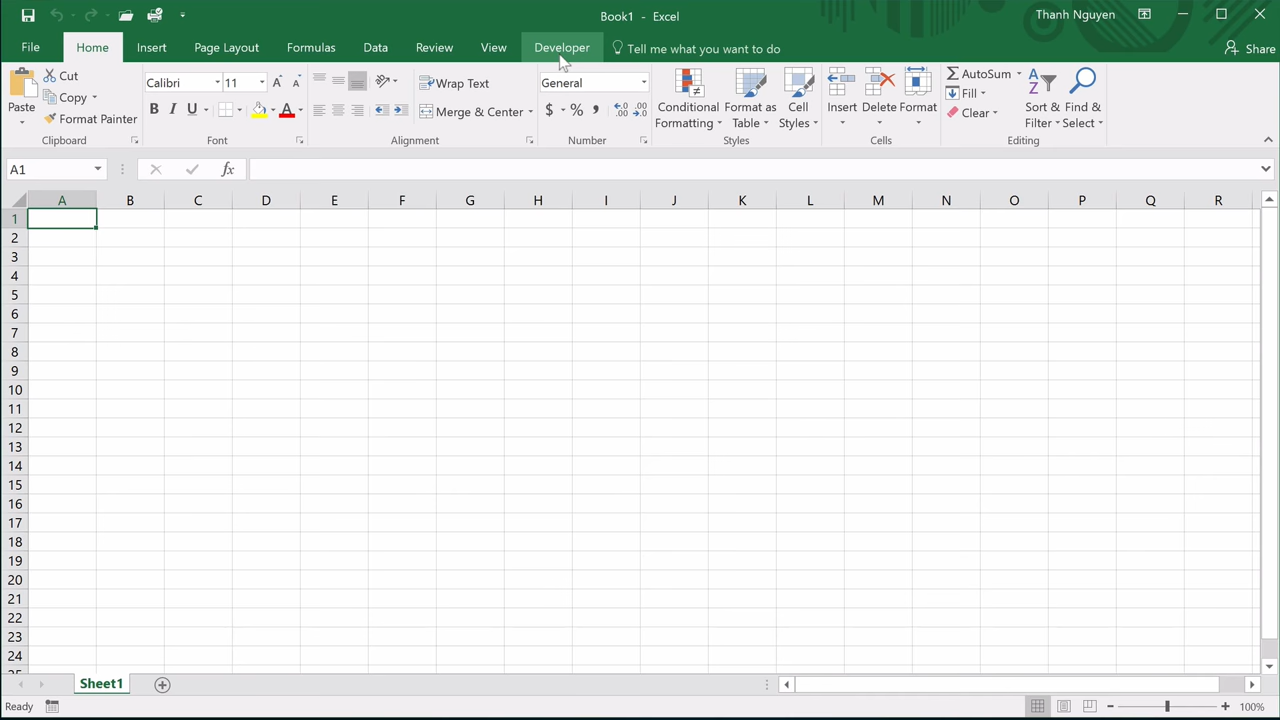 Book1 - Excel
Thanh Nguyen
File Home Insert Page Layout Formulas Data Review View Developer Tell me what you want to do Share
Paste
Cut
Copy
Format Painter
Clipboard
Calibri 11
B I U A
Font
Wrap Text
Merge & Center
Alignment
General
$ % ,
Number
Conditional Formatting
Format as Table
Cell Styles
Styles
Insert
Delete
Format
Cells
AutoSum
Fill
Clear
Sort & Filter
Find & Select
Editing
A1
fx
A B C D E F G H I J K L M N O P Q R
1
2
3
4
5
6
7
8
9
10
11
12
13
14
15
16
17
18
19
20
21
22
23
24
Sheet1
Ready
100%